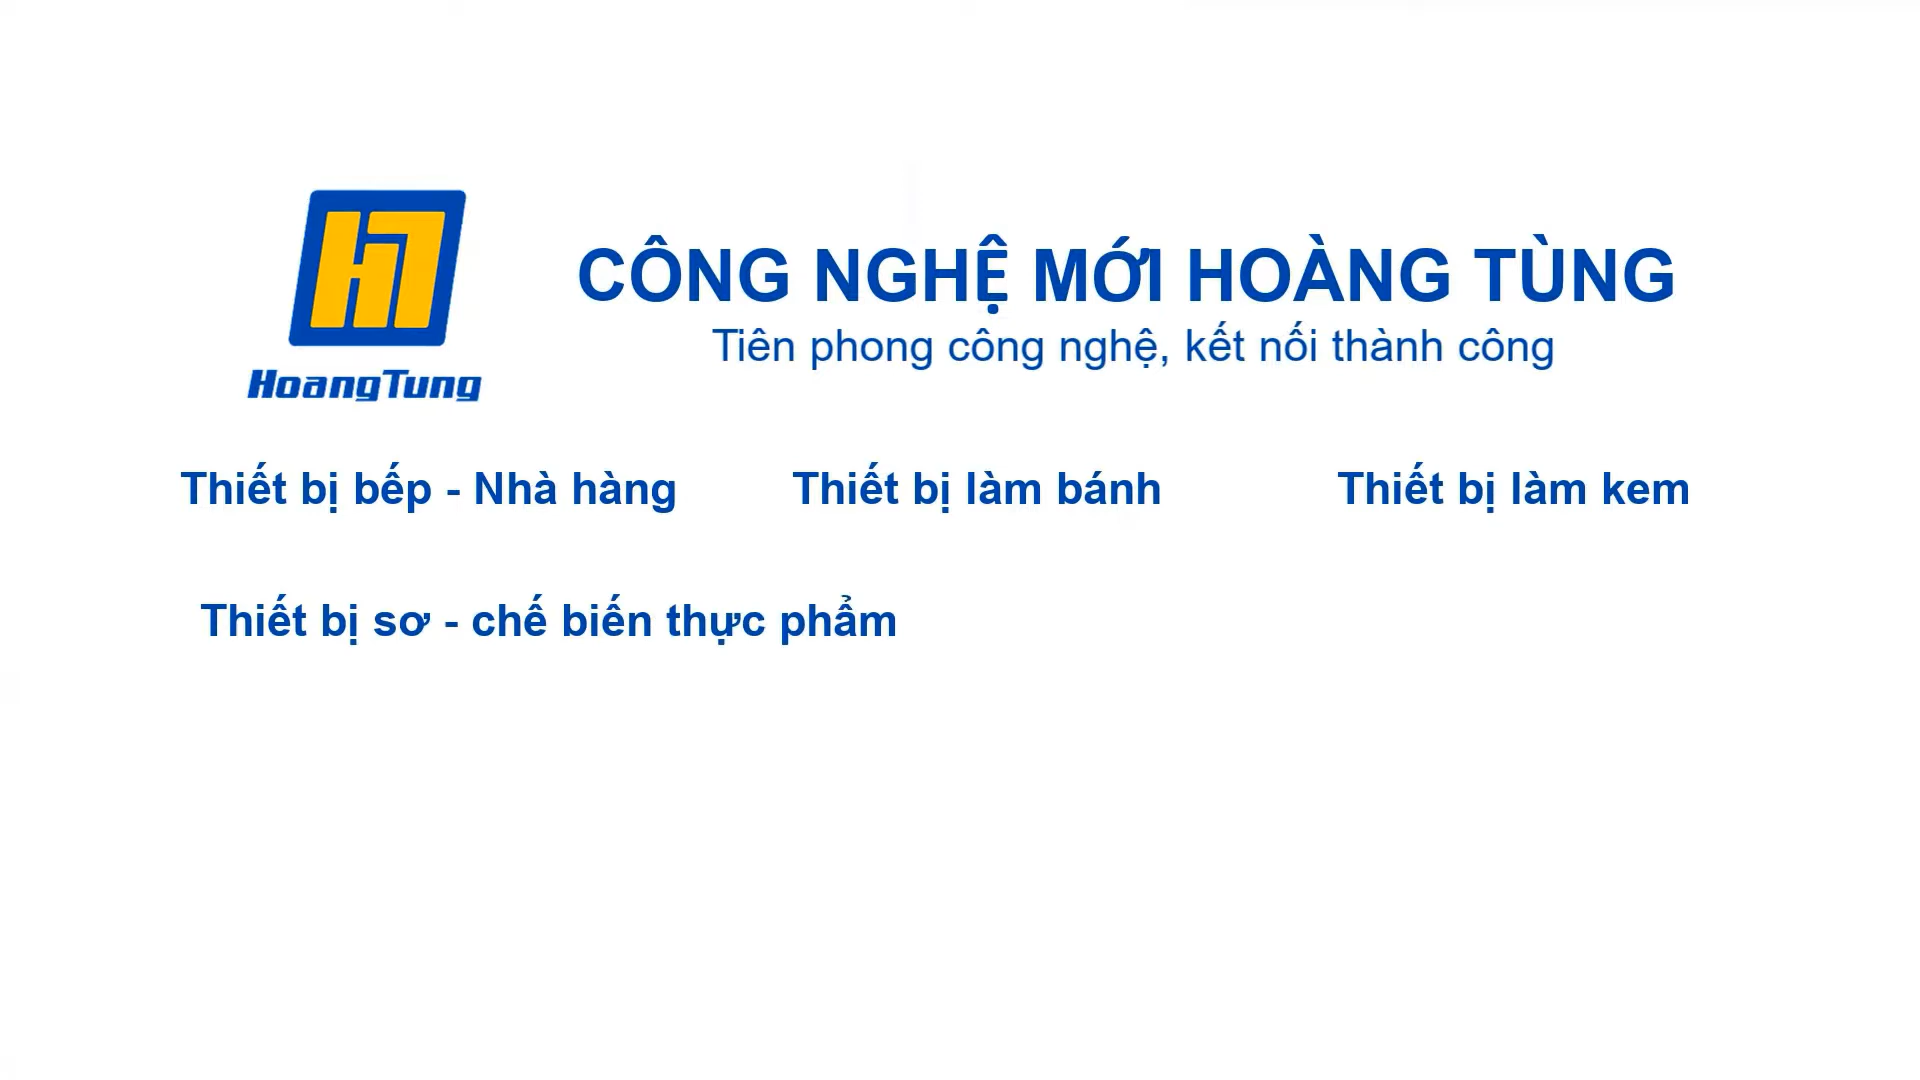 HT
HoangTung
CÔNG NGHỆ MỚI HOÀNG TÙNG
Tiên phong công nghệ, kết nối thành công
Thiết bị bếp - Nhà hàng
Thiết bị làm bánh
Thiết bị làm kem
Thiết bị sơ - chế biến thực phẩm